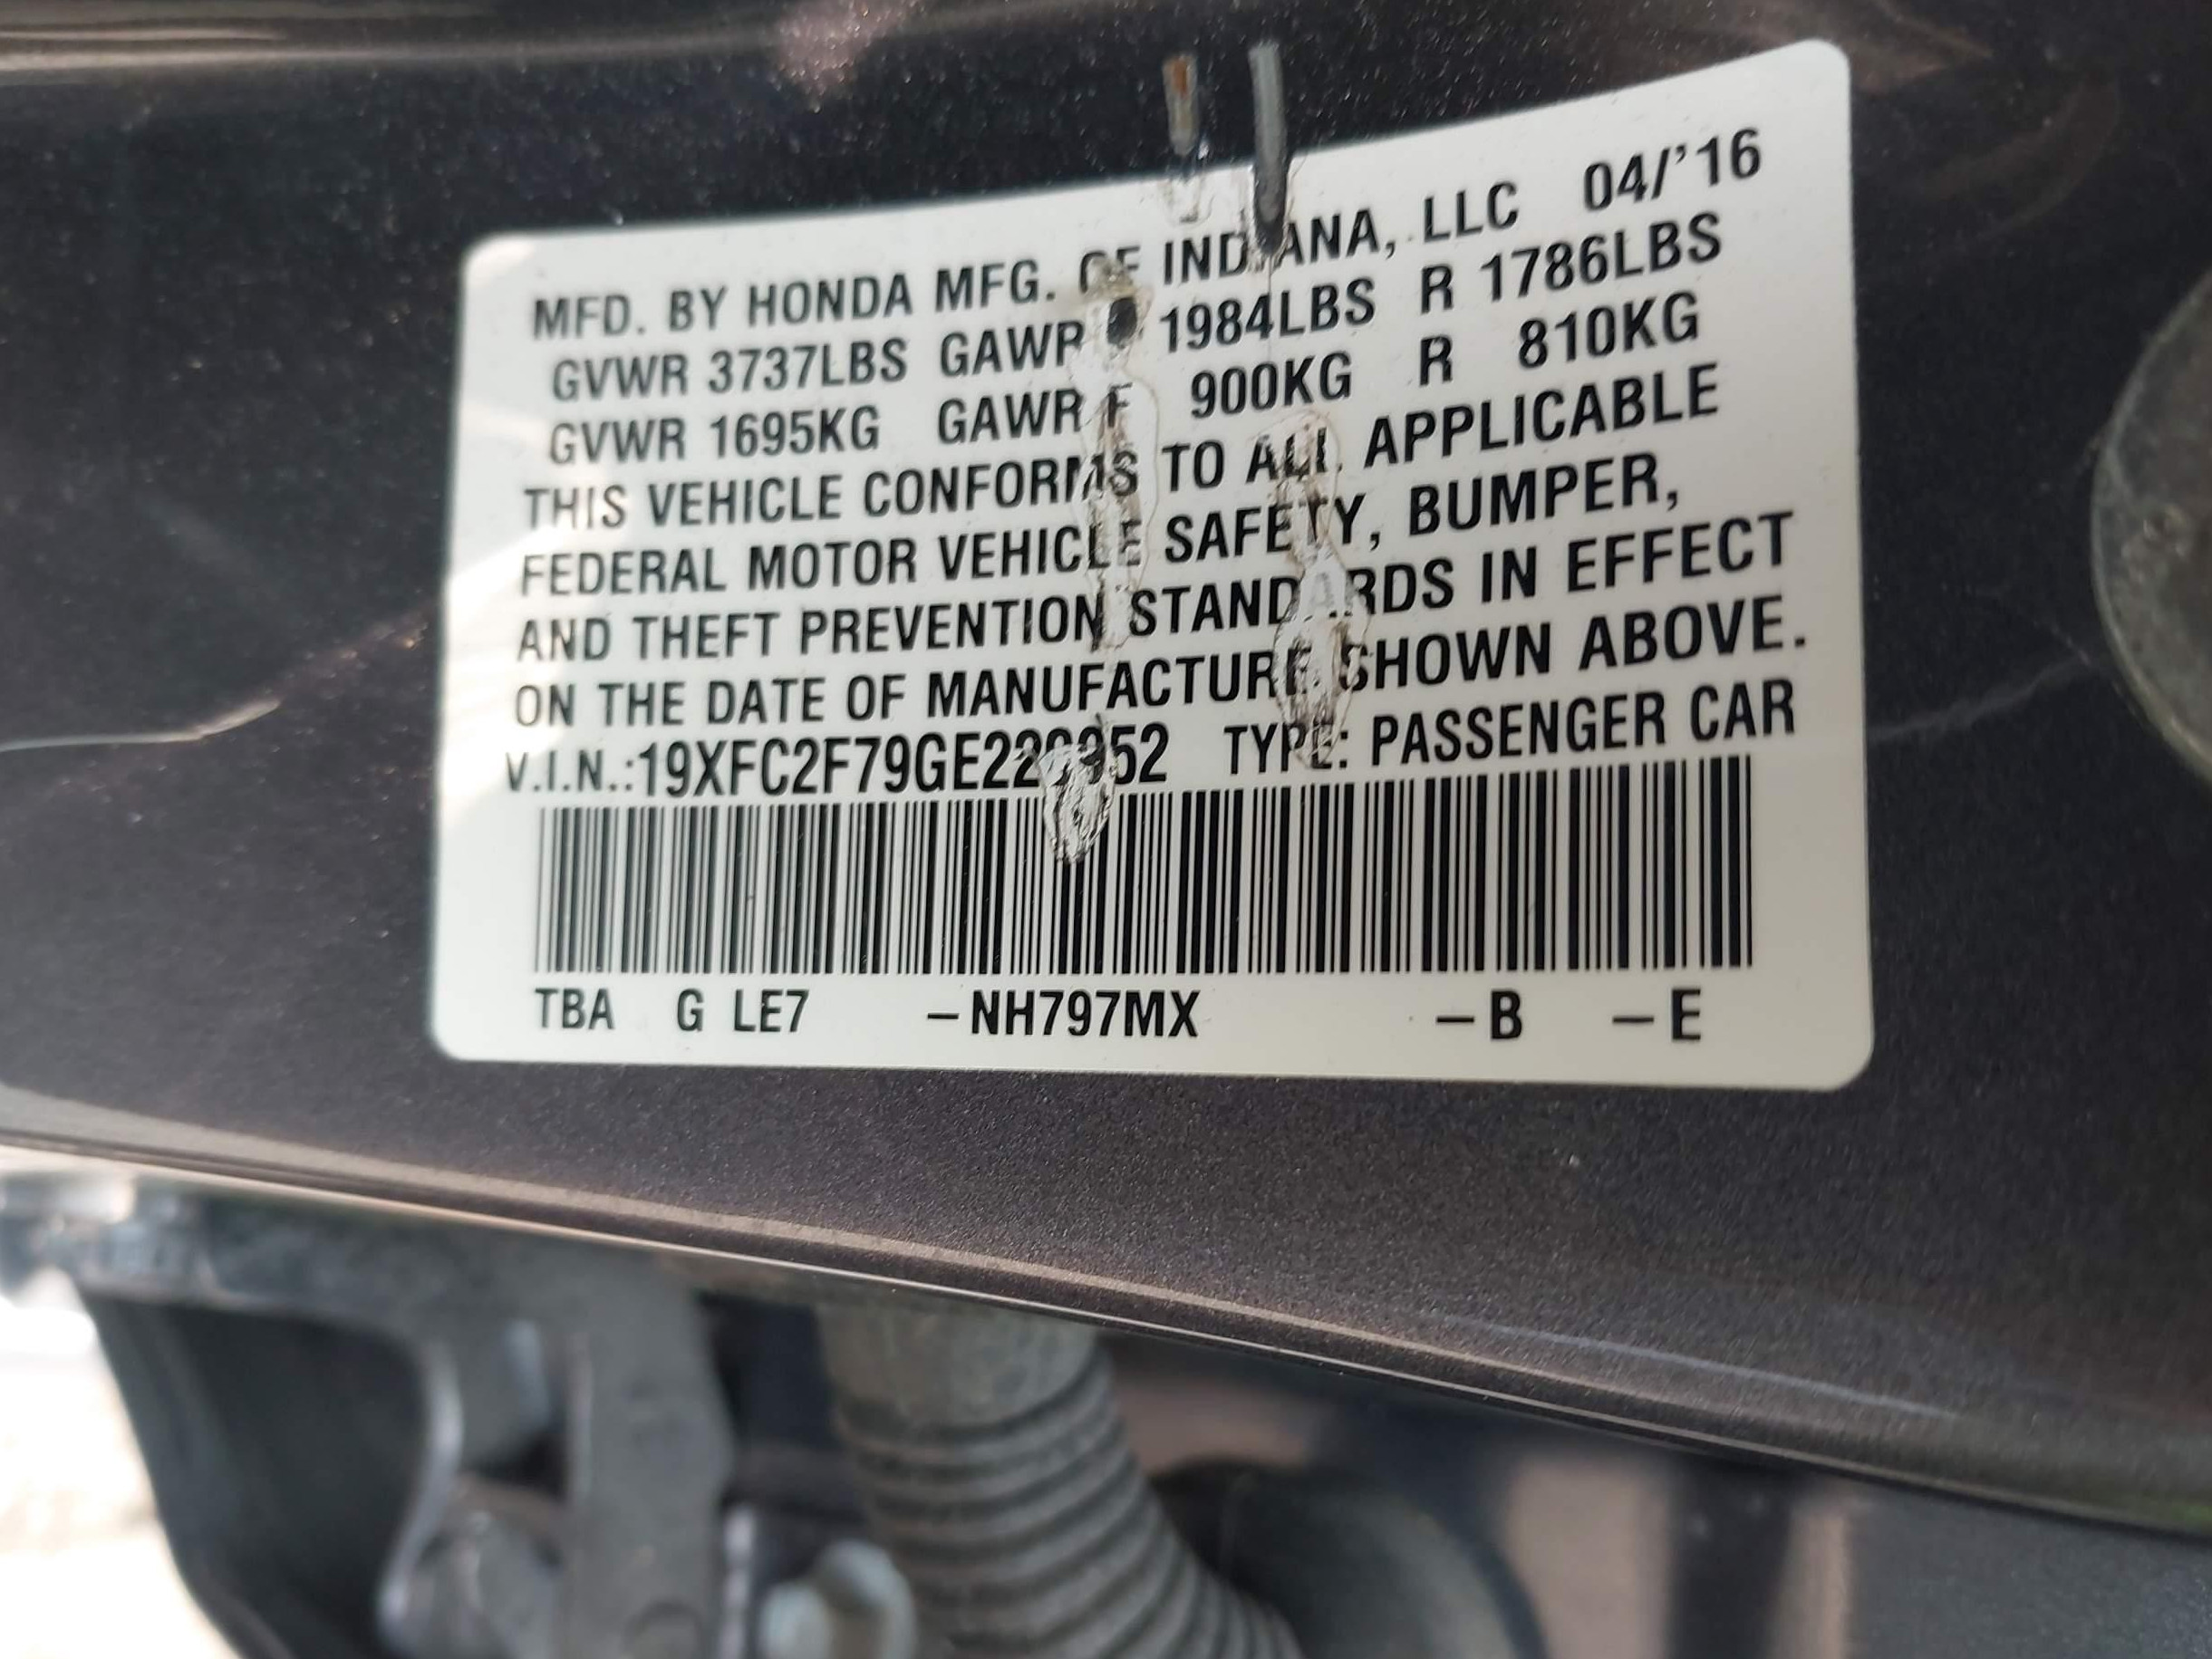 MFD. BY HONDA MFG. OF INDIANA, LLC 04/'16
GVWR 3737LBS GAWR 1984LBS R 1786LBS
GVWR 1695KG GAWR F 900KG R 810KG
THIS VEHICLE CONFORMS TO ALL APPLICABLE
FEDERAL MOTOR VEHICLE SAFETY, BUMPER,
AND THEFT PREVENTION STANDARDS IN EFFECT
ON THE DATE OF MANUFACTURE SHOWN ABOVE.
V.I.N.: TYPE: PASSENGER CAR
TBA G LE7 –NH797MX –B –E